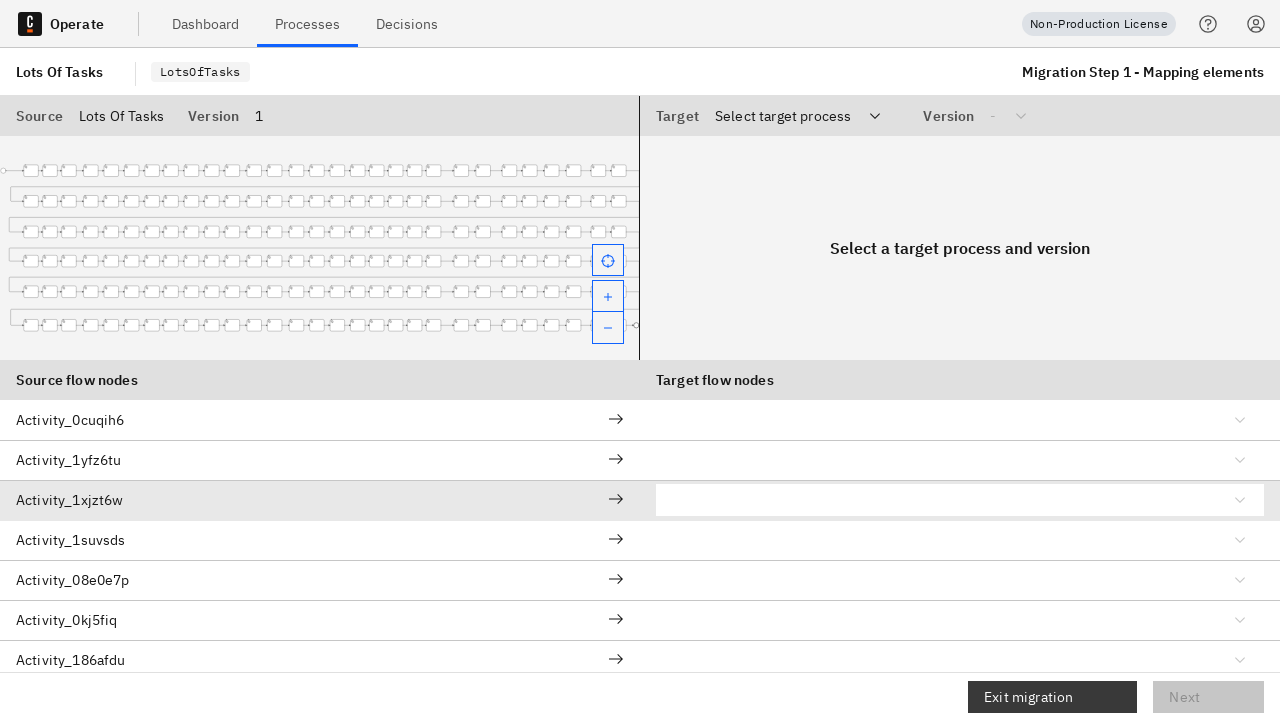 Operate
Dashboard
Processes
Decisions
Non-Production License
Lots Of Tasks
LotsOfTasks
Migration Step 1 - Mapping elements
Source Lots Of Tasks Version 1
Target Select target process Version -
Select a target process and version
Source flow nodes
Target flow nodes
Activity_0cuqih6
Activity_1yfz6tu
Activity_1xjzt6w
Activity_1suvsds
Activity_08e0e7p
Activity_0kj5fiq
Activity_186afdu
Exit migration
Next